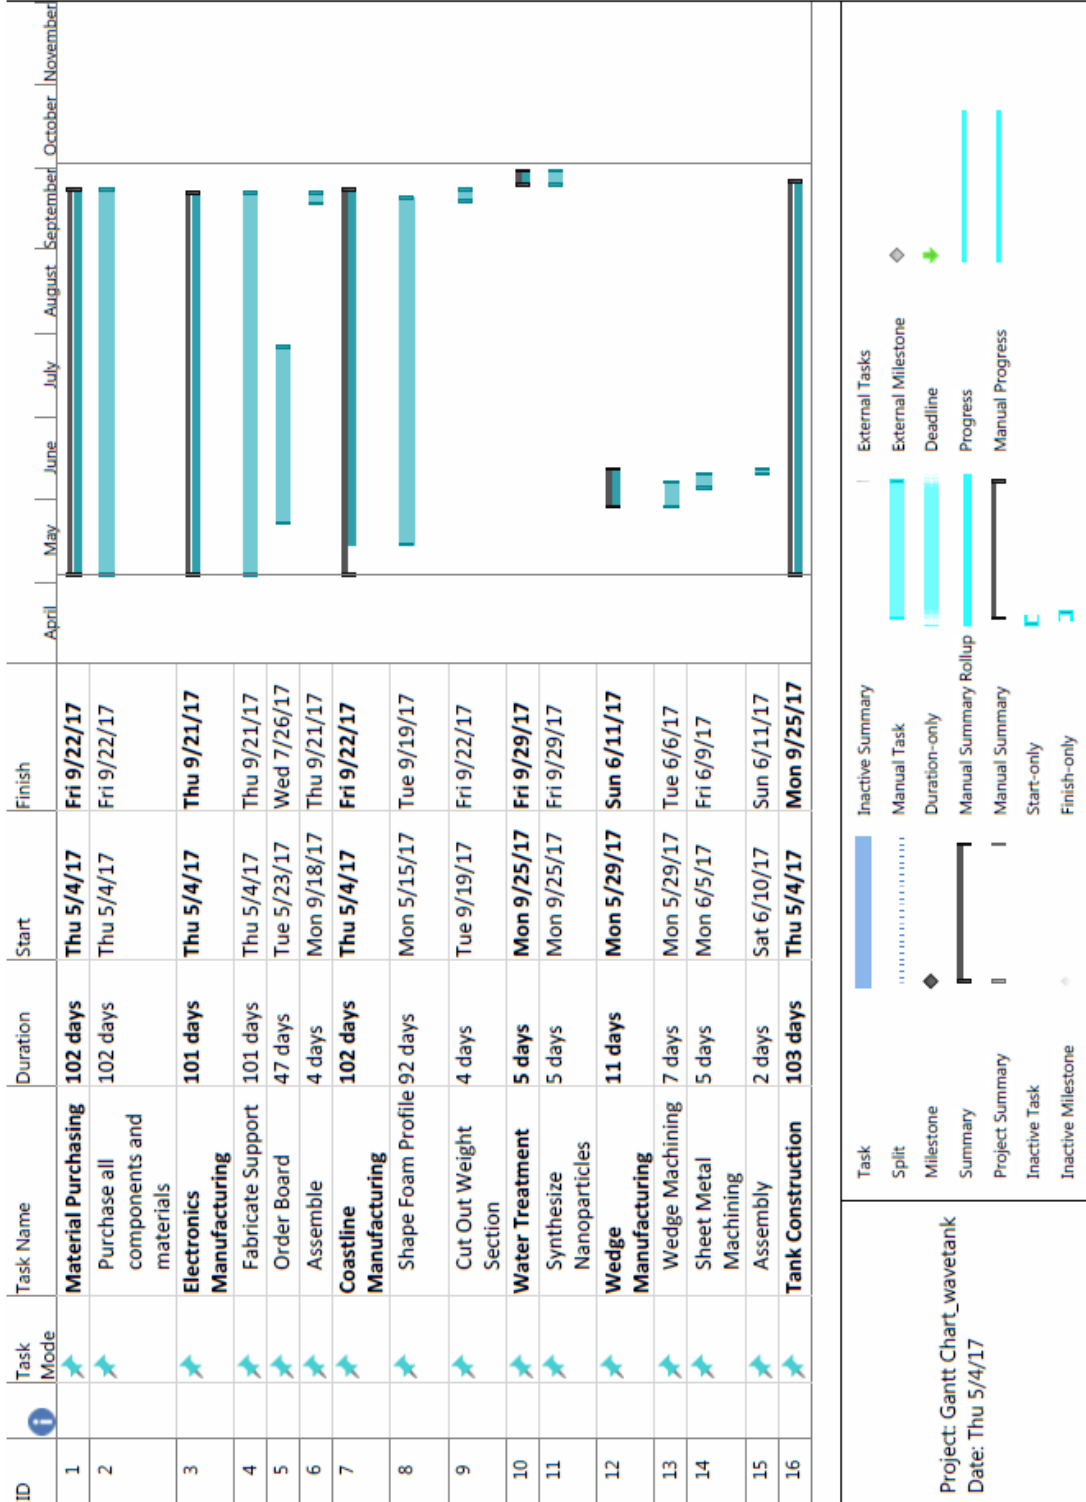 ID Task Mode Task Name Duration Start Finish April May June July August September October November
1 Material Purchasing 102 days Thu 5/4/17 Fri 9/22/17
2 Purchase all 102 days Thu 5/4/17 Fri 9/22/17
components and
materials
3 Electronics 101 days Thu 5/4/17 Thu 9/21/17
Manufacturing
4 Fabricate Support 101 days Thu 5/4/17 Thu 9/21/17
5 Order Board 47 days Tue 5/23/17 Wed 7/26/17
6 Assemble 4 days Mon 9/18/17 Thu 9/21/17
7 Coastline 102 days Thu 5/4/17 Fri 9/22/17
Manufacturing
8 Shape Foam Profile 92 days Mon 5/15/17 Tue 9/19/17
9 Cut Out Weight 4 days Tue 9/19/17 Fri 9/22/17
Section
10 Water Treatment 5 days Mon 9/25/17 Fri 9/29/17
11 Synthesize 5 days Mon 9/25/17 Fri 9/29/17
Nanoparticles
12 Wedge 11 days Mon 5/29/17 Sun 6/11/17
Manufacturing
13 Wedge Machining 7 days Mon 5/29/17 Tue 6/6/17
14 Sheet Metal 5 days Mon 6/5/17 Fri 6/9/17
Machining
15 Assembly 2 days Sat 6/10/17 Sun 6/11/17
16 Tank Construction 103 days Thu 5/4/17 Mon 9/25/17
Project: Gantt Chart_wavetank
Date: Thu 5/4/17
Task Inactive Summary External Tasks
Split Manual Task External Milestone
Milestone Duration-only Deadline
Summary Manual Summary Rollup Progress
Project Summary Manual Summary Manual Progress
Inactive Task Start-only
Inactive Milestone Finish-only